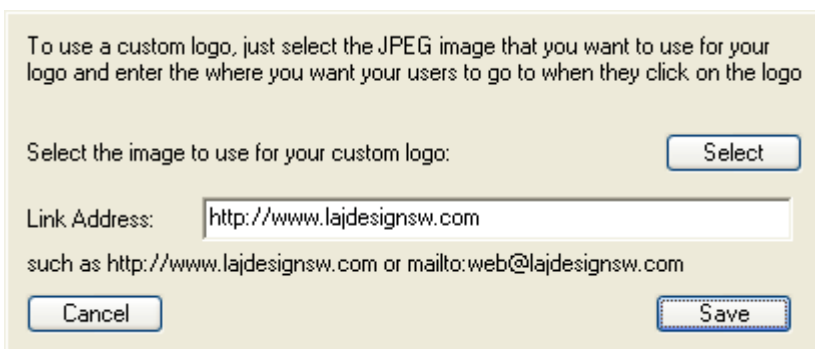 To use a custom logo, just select the JPEG image that you want to use for your
logo and enter the where you want your users to go to when they click on the logo
Select the image to use for your custom logo: Select
Link Address: http://www.lajdesignsw.com
such as http://www.lajdesignsw.com or mailto:web@lajdesignsw.com
Cancel Save